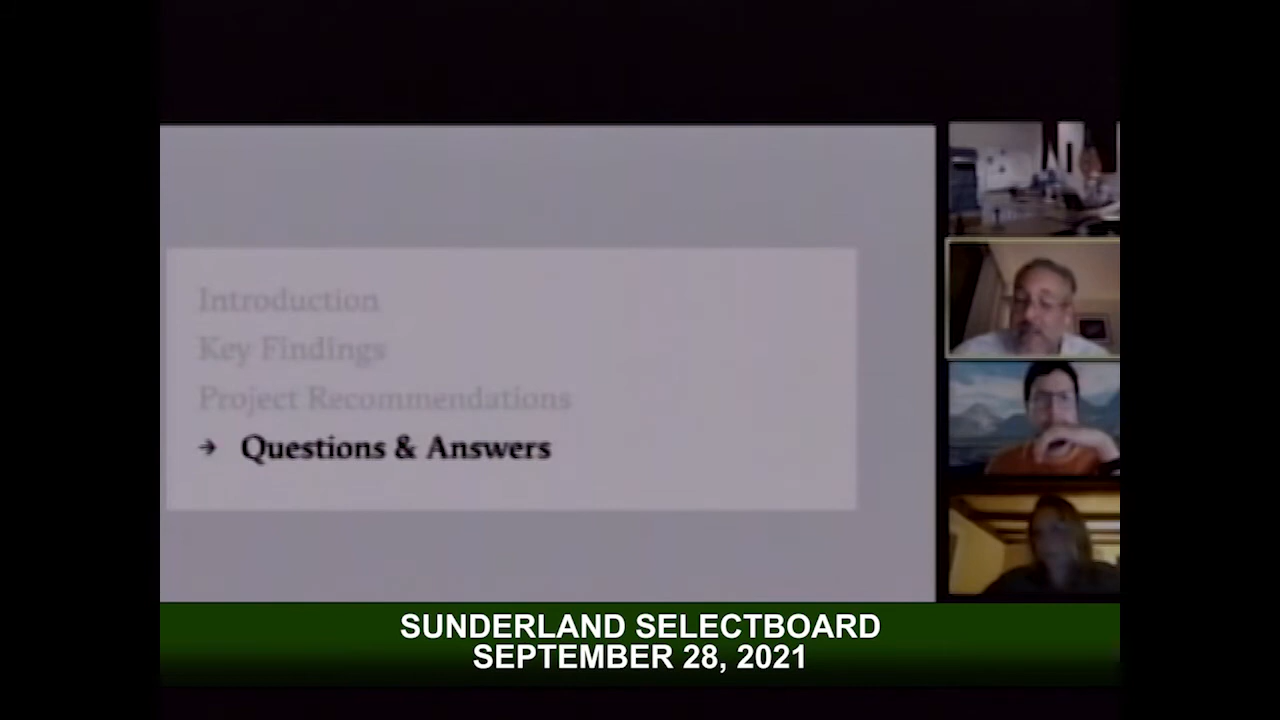 Introduction
Key Findings
Project Recommendations
→ Questions & Answers
SUNDERLAND SELECTBOARD
SEPTEMBER 28, 2021